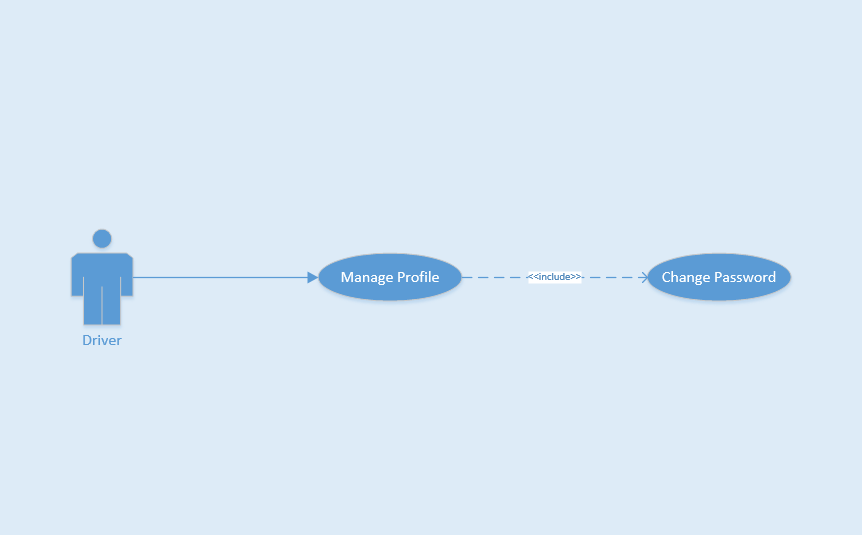 Manage Profile
<<include>>
Change Password
Driver